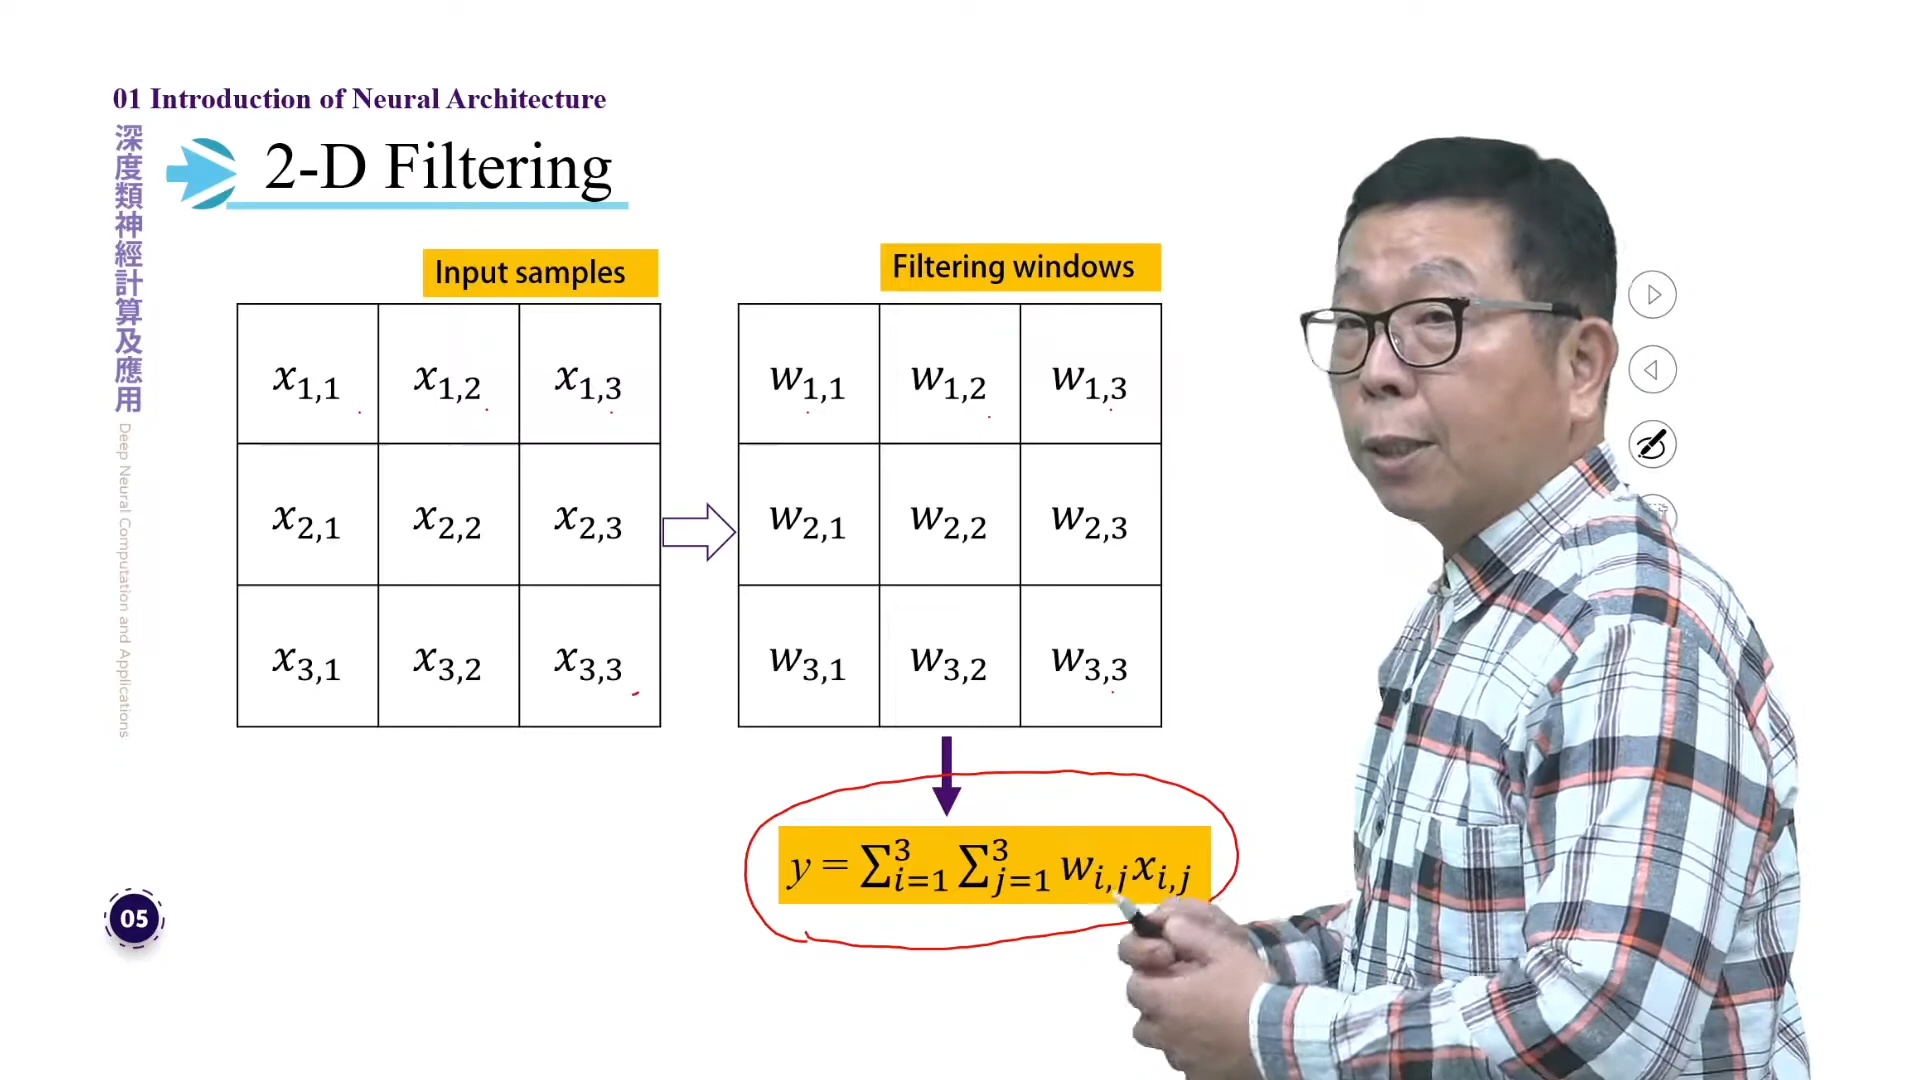 01 Introduction of Neural Architecture
深度類神經計算及應用
Deep Neural Computation and Applications
2-D Filtering
Input samples
Filtering windows
x1,1 x1,2 x1,3
x2,1 x2,2 x2,3
x3,1 x3,2 x3,3
w1,1 w1,2 w1,3
w2,1 w2,2 w2,3
w3,1 w3,2 w3,3
y = ∑³i=1 ∑³j=1 wi,jxi,j
05